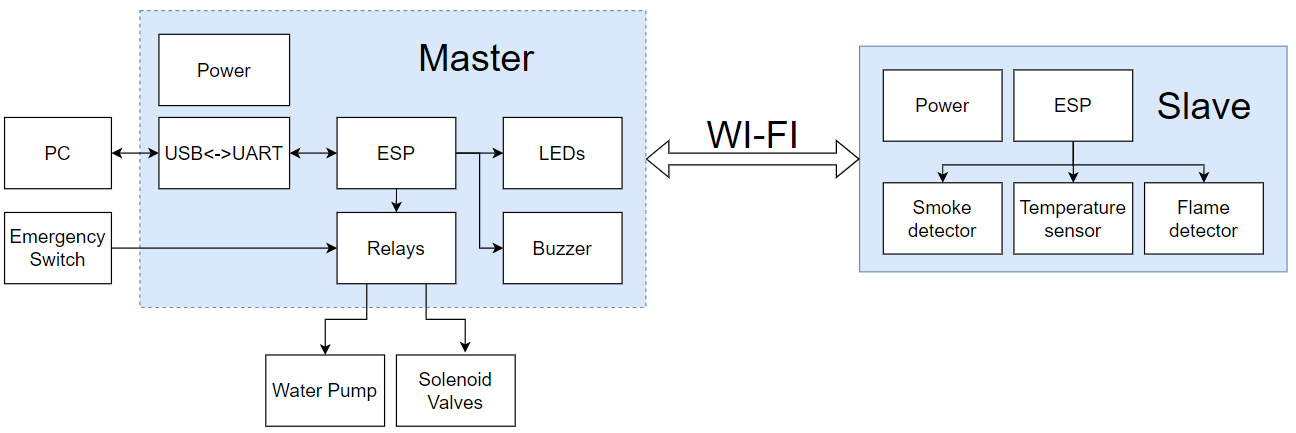 Master
Power
PC
USB<->UART
ESP
LEDs
Emergency
Switch
Relays
Buzzer
Water Pump
Solenoid
Valves
WI-FI
Slave
Power
ESP
Smoke
detector
Temperature
sensor
Flame
detector